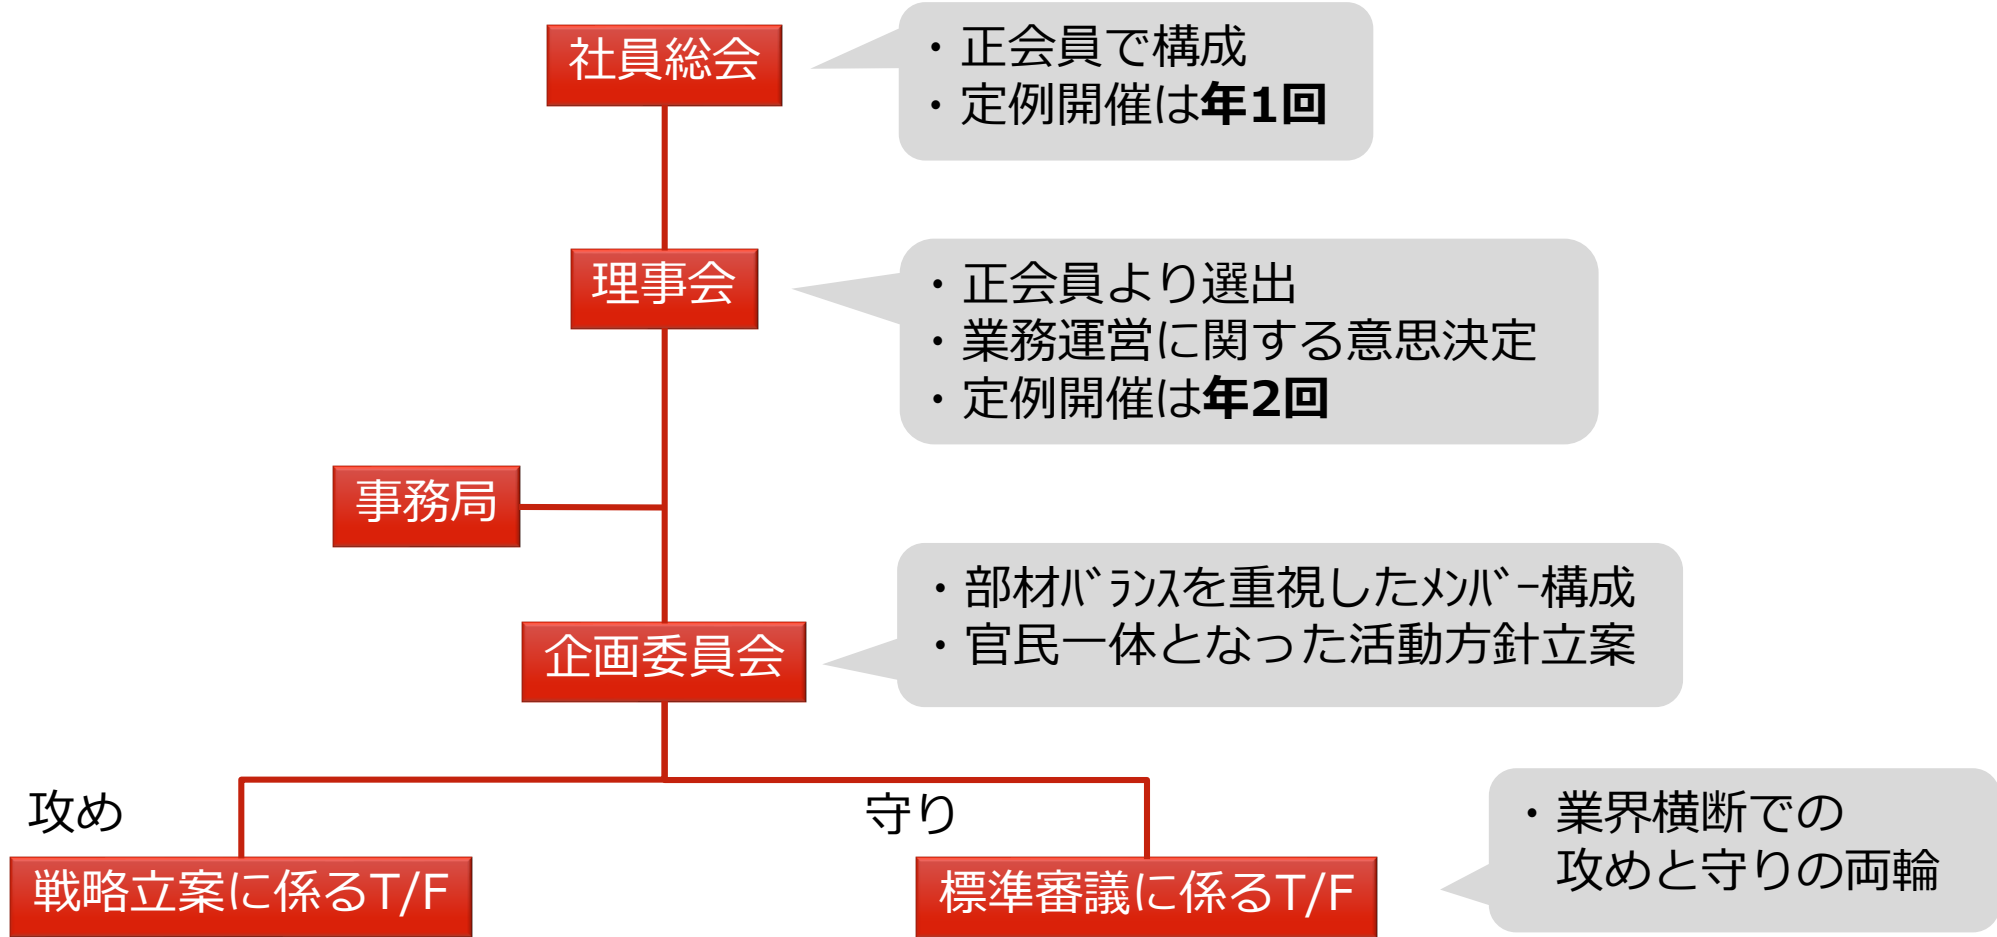 社員総会
・正会員で構成
・定例開催は年1回
理事会
・正会員より選出
・業務運営に関する意思決定
・定例開催は年2回
事務局
企画委員会
・部材ﾊﾞﾗﾝｽを重視したﾒﾝﾊﾞｰ構成
・官民一体となった活動方針立案
攻め
守り
戦略立案に係るT/F
標準審議に係るT/F
・業界横断での
攻めと守りの両輪